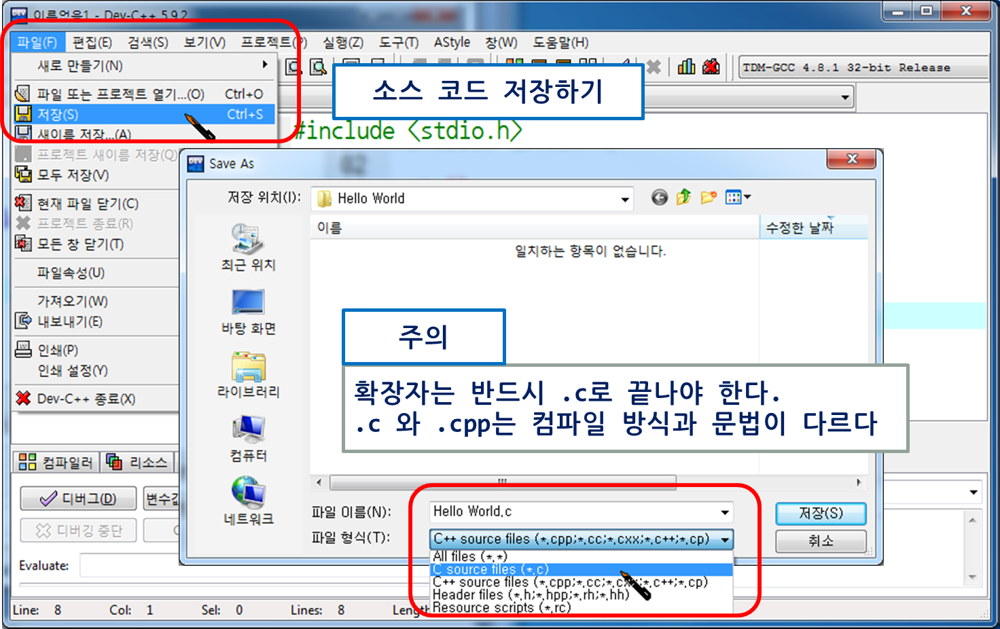 이름없음1 - Dev-C++ 5.9.2
파일(F) 편집(E) 검색(S) 보기(V) 프로젝트(P) 실행(Z) 도구(T) AStyle 창(W) 도움말(H)
새로 만들기(N)
TDM-GCC 4.8.1 32-bit Release
소스 코드 저장하기
파일 또는 프로젝트 열기...(O) Ctrl+O
저장(S) Ctrl+S
새이름 저장...(A)
#include <stdio.h>
프로젝트 새이름 저장(Q)
모두 저장(V)
현재 파일 닫기(C)
프로젝트 종료(R)
모든 창 닫기(T)
파일속성(U)
가져오기(W)
내보내기(E)
인쇄(P)
인쇄 설정(Y)
Dev-C++ 종료(X)
Save As
02
저장 위치(I): Hello World
이름 수정한 날짜
일치하는 항목이 없습니다.
최근 위치
바탕 화면
라이브러리
컴퓨터
네트워크
주의
확장자는 반드시 .c로 끝나야 한다.
.c 와 .cpp는 컴파일 방식과 문법이 다르다
파일 이름(N): Hello World.c 저장(S)
파일 형식(T): C++ source files (*.cpp;*.cc;*.cxx;*.c++;*.cp) 취소
All files (*.*)
C source files (*.c)
C++ source files (*.cpp;*.cc;*.cxx;*.c++;*.cp)
Header files (*.h;*.hpp;*.rh;*.hh)
Resource scripts (*.rc)
컴파일러 리소스
디버그(D) 변수값
디버깅 중단
Evaluate:
Line: 8 Col: 1 Sel: 0 Lines: 8 Length